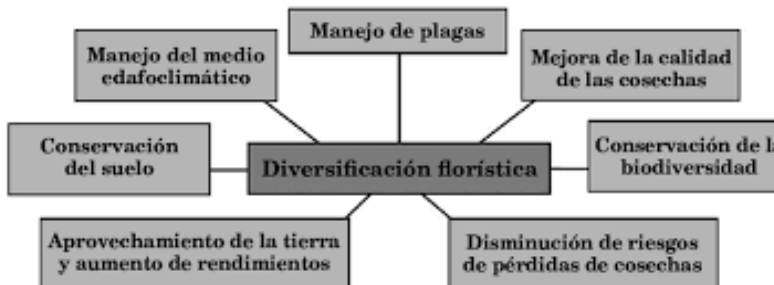 Manejo de plagas
Manejo del medio
edafoclimático
Mejora de la calidad
de las cosechas
Conservación
del suelo
Diversificación florística
Conservación de la
biodiversidad
Aprovechamiento de la tierra
y aumento de rendimientos
Disminución de riesgos
de pérdidas de cosechas